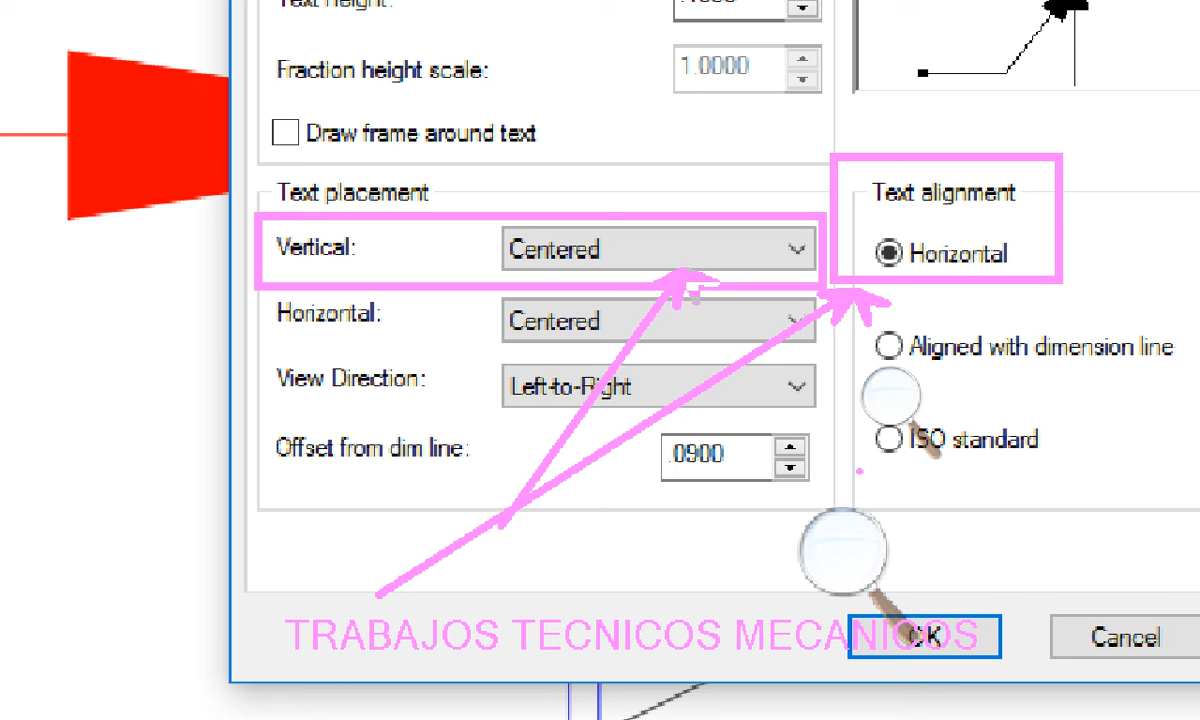 Text height:
Fraction height scale:
1.0000
Draw frame around text
Text placement
Vertical:
Centered
Horizontal:
Centered
View Direction:
Left-to-Right
Offset from dim line:
.0900
Text alignment
Horizontal
Aligned with dimension line
ISO standard
TRABAJOS TECNICOS MECANICOS
OK
Cancel